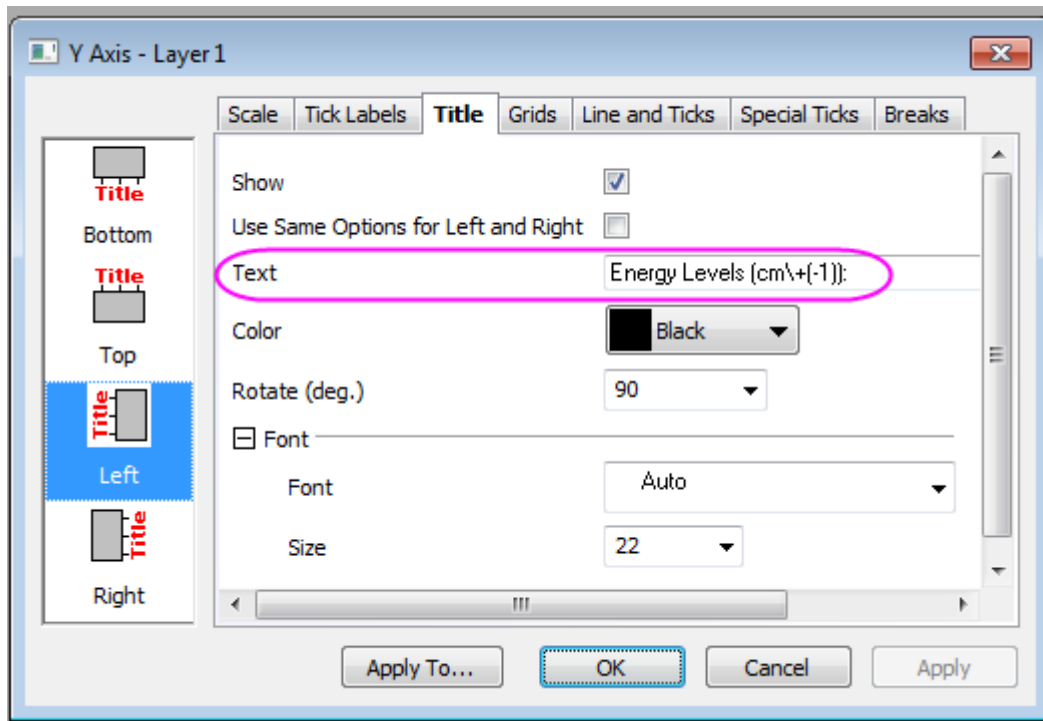 Y Axis - Layer 1
Scale Tick Labels Title Grids Line and Ticks Special Ticks Breaks
Title
Bottom
Title
Top
Title
Left
Title
Right
Show
Use Same Options for Left and Right
Text Energy Levels (cm\+(-1)):
Color Black
Rotate (deg.) 90
Font
Font Auto
Size 22
Apply To... OK Cancel Apply